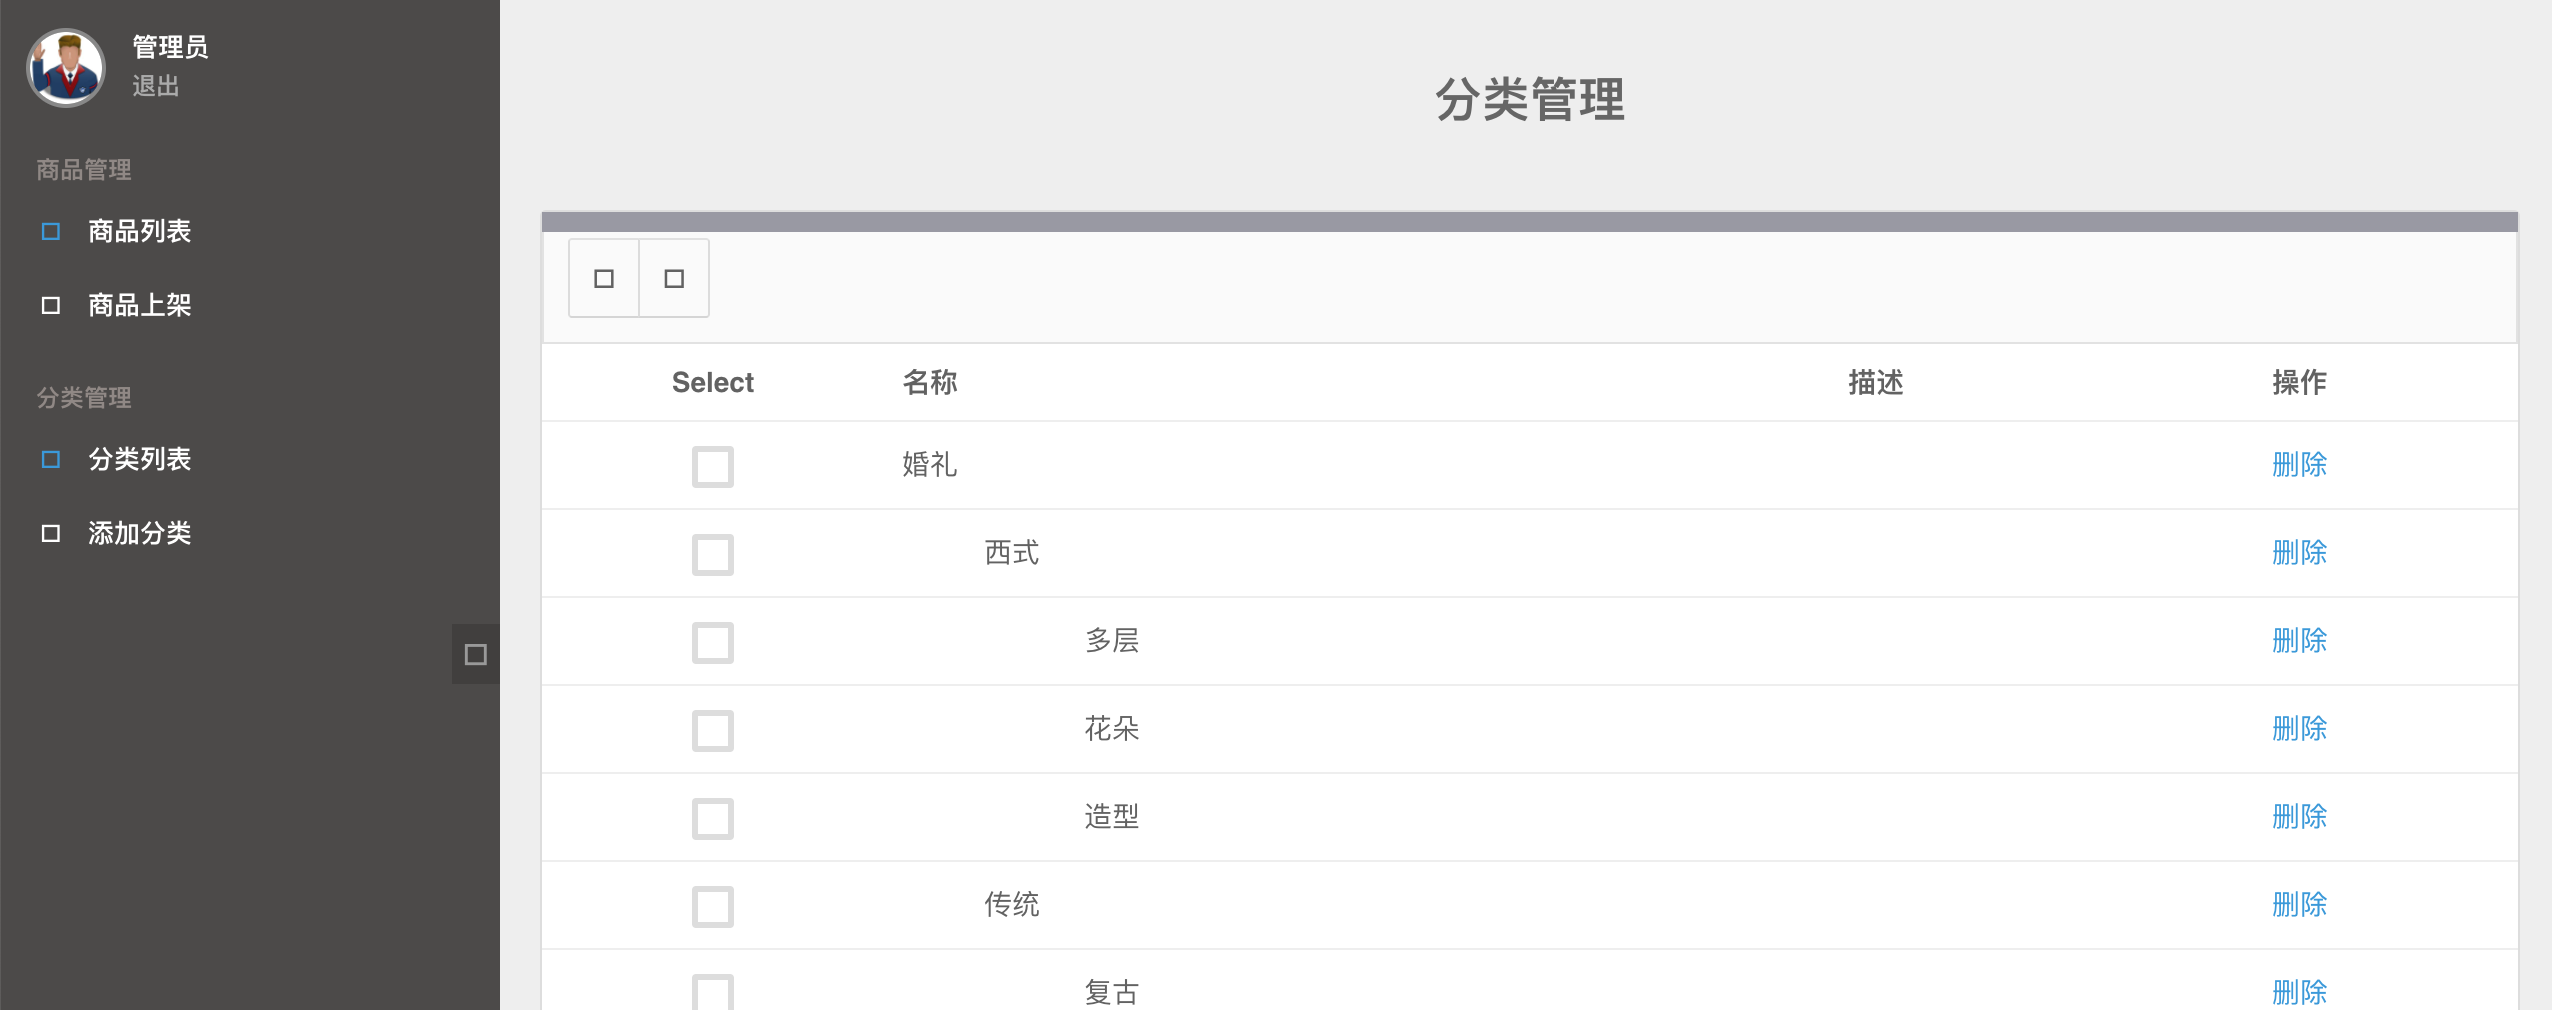 管理员
退出
商品管理
商品列表
商品上架
分类管理
分类列表
添加分类
分类管理
Select 名称 描述 操作
婚礼 删除
西式 删除
多层 删除
花朵 删除
造型 删除
传统 删除
复古 删除